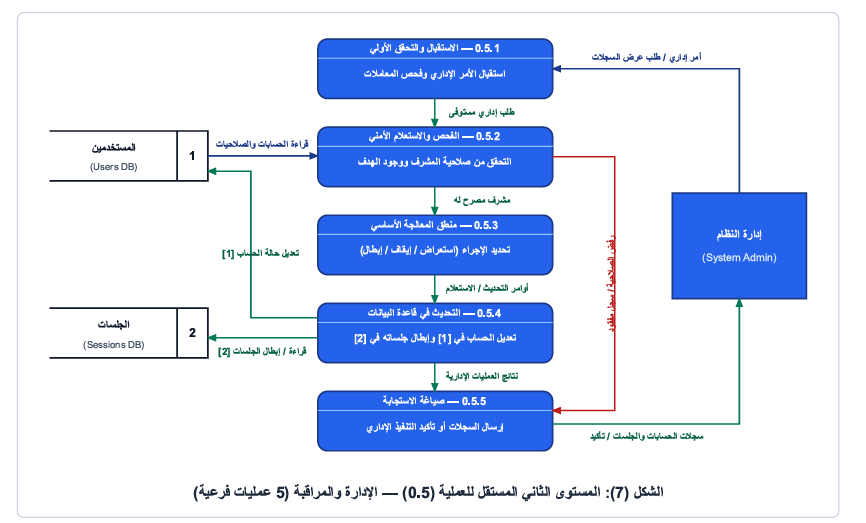 0.5.1 — الاستقبال والتحقق الأولي
استقبال الأمر الإداري وفحص المعاملات
أمر إداري / طلب عرض السجلات
طلب إداري مستوفى
0.5.2 — الفحص والاستعلام الأمني
التحقق من صلاحية المشرف ووجود الهدف
قراءة الحسابات والصلاحيات
1
المستخدمين
(Users DB)
مشرف مصرح له
0.5.3 — منطق المعالجة الأساسي
تحديد الإجراء (استعراض / إيقاف / إبطال)
إدارة النظام
(System Admin)
رفض الصلاحية / سجل مفقود
تعديل حالة الحساب [1]
أوامر التحديث / الاستعلام
0.5.4 — التحديث في قاعدة البيانات
تعديل الحساب في [1] وإبطال جلساته في [2]
2
الجلسات
(Sessions DB)
قراءة / إبطال الجلسات [2]
نتائج العمليات الإدارية
0.5.5 — صياغة الاستجابة
إرسال السجلات أو تأكيد التنفيذ الإداري
سجلات الحسابات والجلسات / تأكيد
الشكل (7): المستوى الثاني المستقل للعملية (0.5) — الإدارة والمراقبة (5 عمليات فرعية)